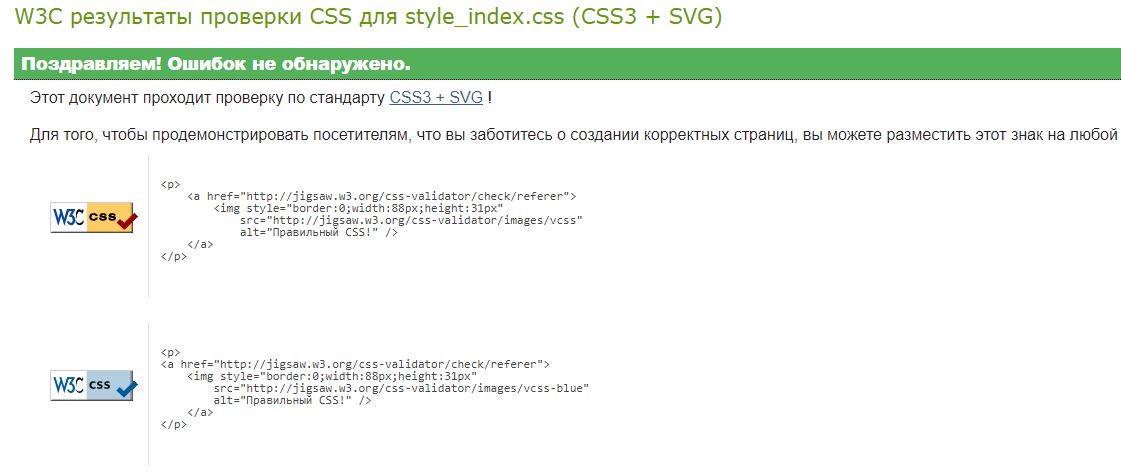 W3C результаты проверки CSS для style_index.css (CSS3 + SVG)
Поздравляем! Ошибок не обнаружено.
Этот документ проходит проверку по стандарту CSS3 + SVG !
Для того, чтобы продемонстрировать посетителям, что вы заботитесь о создании корректных страниц, вы можете разместить этот знак на любой
W3C css
<p>
<a href="http://jigsaw.w3.org/css-validator/check/referer">
<img style="border:0;width:88px;height:31px"
src="http://jigsaw.w3.org/css-validator/images/vcss"
alt="Правильный CSS!" />
</a>
</p>
W3C css
<p>
<a href="http://jigsaw.w3.org/css-validator/check/referer">
<img style="border:0;width:88px;height:31px"
src="http://jigsaw.w3.org/css-validator/images/vcss-blue"
alt="Правильный CSS!" />
</a>
</p>